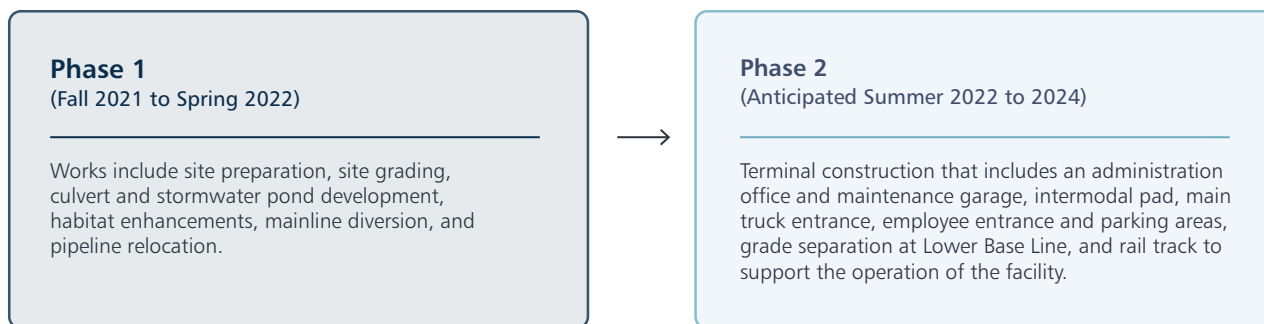 Phase 1
(Fall 2021 to Spring 2022)
Works include site preparation, site grading,
culvert and stormwater pond development,
habitat enhancements, mainline diversion, and
pipeline relocation.
Phase 2
(Anticipated Summer 2022 to 2024)
Terminal construction that includes an administration
office and maintenance garage, intermodal pad, main
truck entrance, employee entrance and parking areas,
grade separation at Lower Base Line, and rail track to
support the operation of the facility.